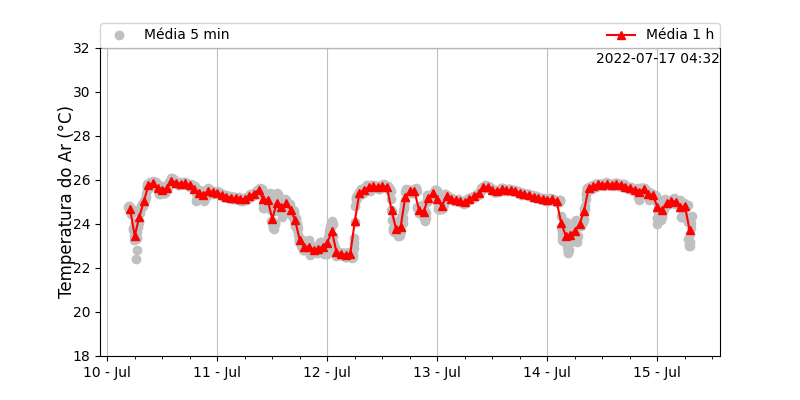 Média 5 min
Média 1 h
2022-07-17 04:32
Temperatura do Ar (°C)
32
30
28
26
24
22
20
18
10 - Jul
11 - Jul
12 - Jul
13 - Jul
14 - Jul
15 - Jul